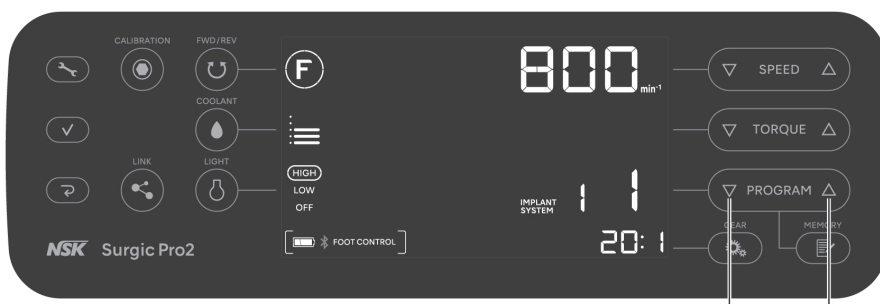 CALIBRATION
FWD/REV
COOLANT
LINK
LIGHT
NSK Surgic Pro2
F
HIGH
LOW
OFF
FOOT CONTROL
800 min⁻¹
IMPLANT
SYSTEM
1 1
20:1
▽ SPEED △
▽ TORQUE △
▽ PROGRAM △
GEAR
MEMORY